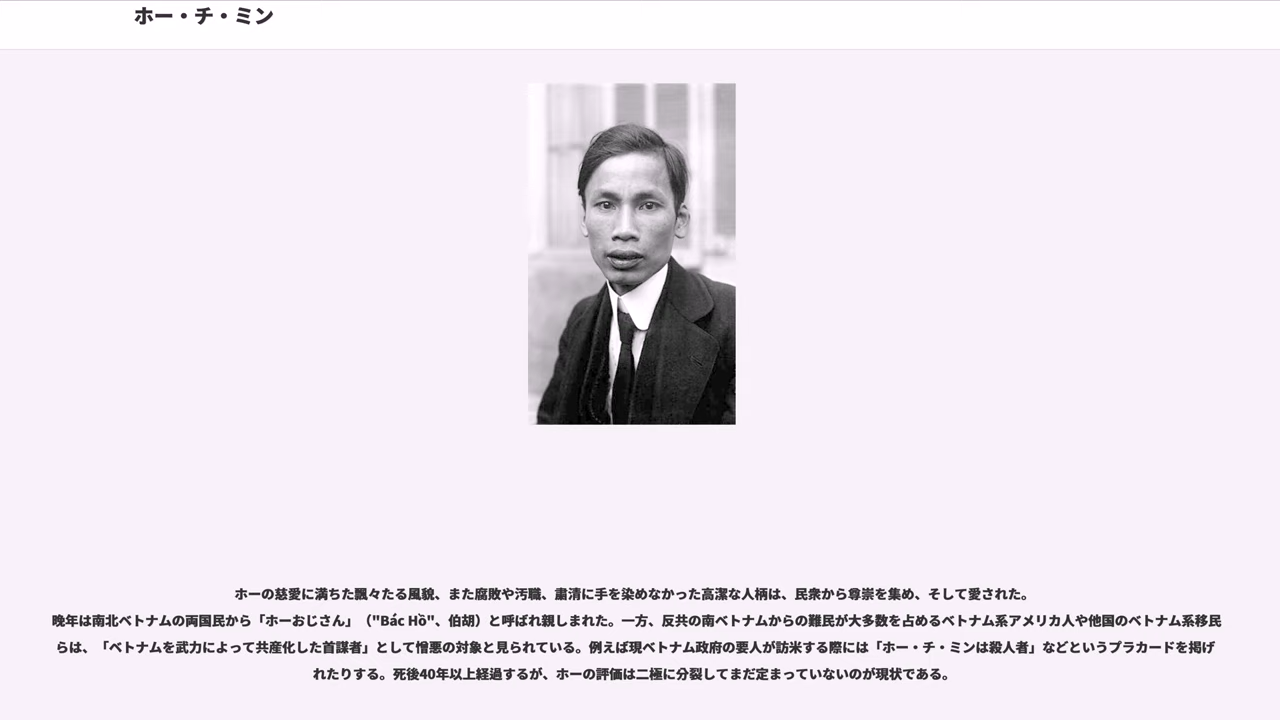 ホー・チ・ミン
ホーの慈愛に満ちた飄々たる風貌、また腐敗や汚職、粛清に手を染めなかった高潔な人柄は、民衆から尊崇を集め、そして愛された。
晩年は南北ベトナムの両国民から「ホーおじさん」（"Bác Hồ"、伯胡）と呼ばれ親しまれた。一方、反共の南ベトナムからの難民が大多数を占めるベトナム系アメリカ人や他国のベトナム系移民
らは、「ベトナムを武力によって共産化した首謀者」として憎悪の対象と見られている。例えば現ベトナム政府の要人が訪米する際には「ホー・チ・ミンは殺人者」などというプラカードを掲げ
れたりする。死後40年以上経過するが、ホーの評価は二極に分裂してまだ定まっていないのが現状である。